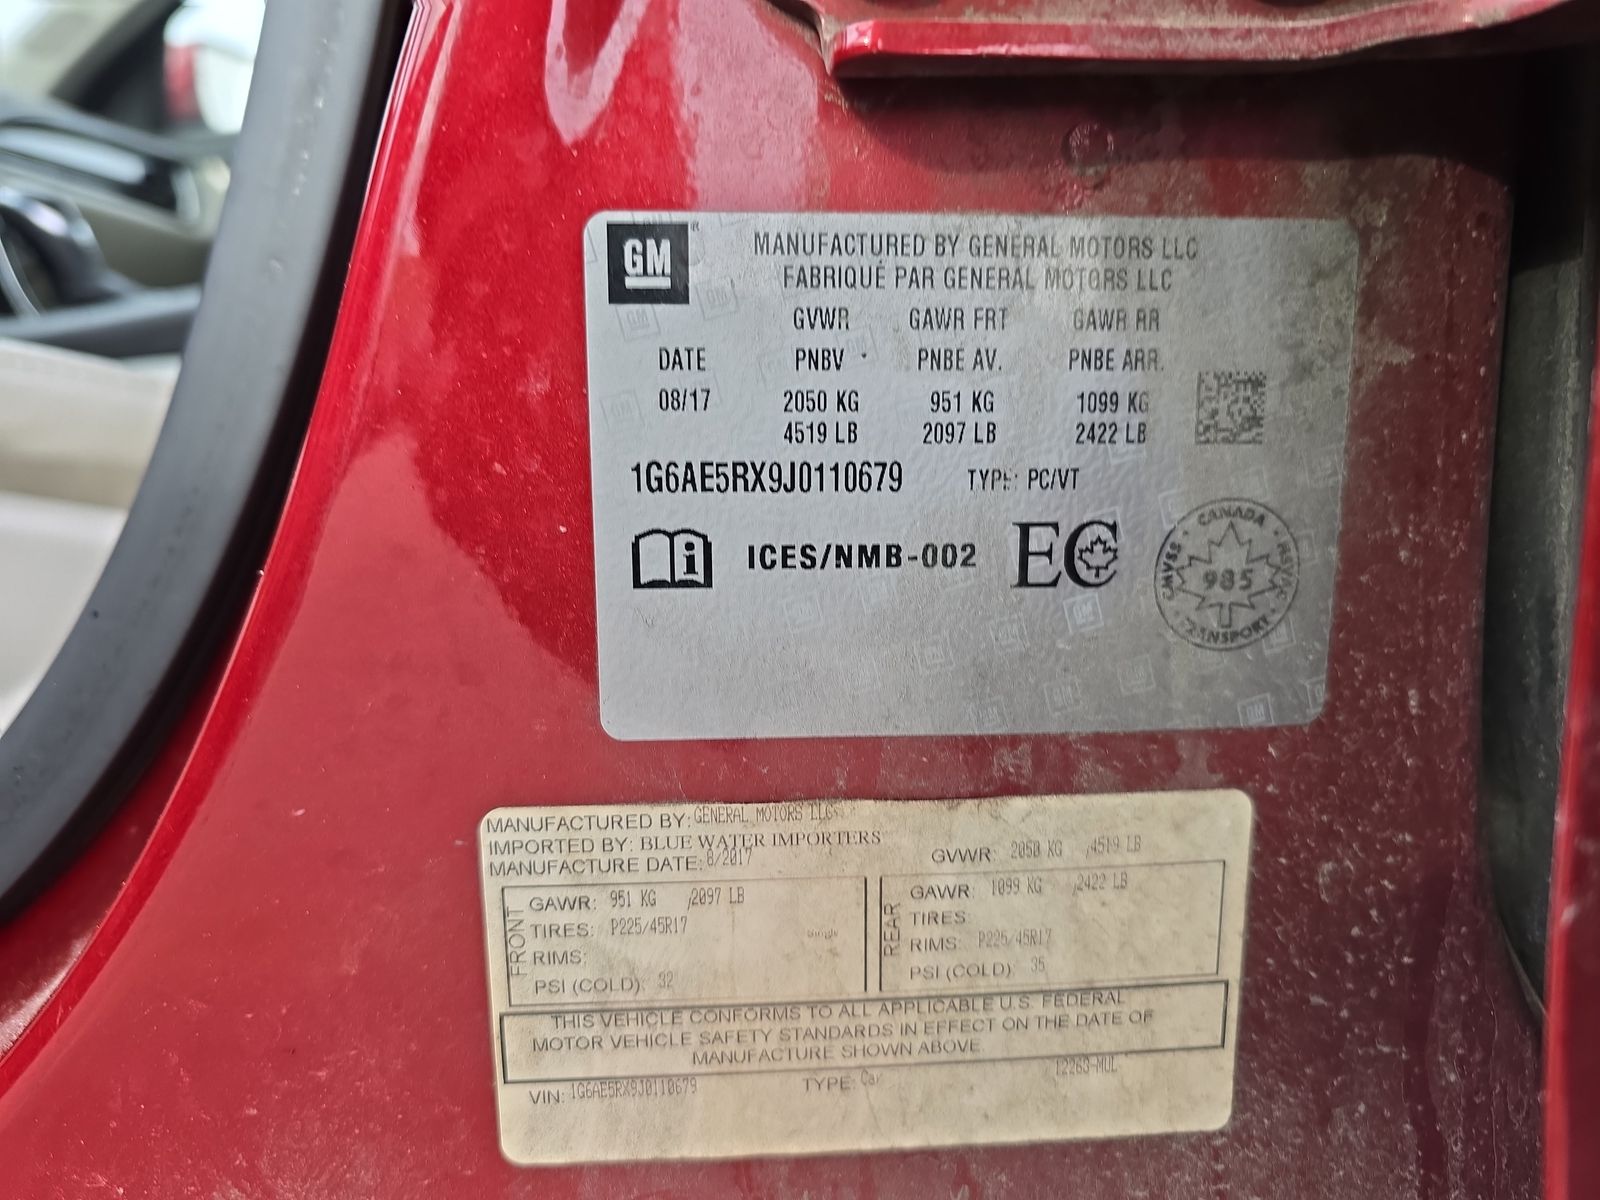 GM
MANUFACTURED BY GENERAL MOTORS LLC
FABRIQUÉ PAR GENERAL MOTORS LLC
GVWR GAWR FRT GAWR RR
DATE PNBV PNBE AV. PNBE ARR.
08/17 2050 KG 951 KG 1099 KG
4519 LB 2097 LB 2422 LB
1G6AE5RX9J0110679 TYPE: PC/VT
ICES/NMB-002 EC
CANADA
CMVSS 985 NSVAC
TRANSPORT
MANUFACTURED BY: GENERAL MOTORS LLC
IMPORTED BY: BLUE WATER IMPORTERS
MANUFACTURE DATE: 8/2017 GVWR: 2050 KG ,4519 LB
FRONT
GAWR: 951 KG ,2097 LB
TIRES: P225/45R17 Single
RIMS:
PSI (COLD): 32
REAR
GAWR: 1099 KG ,2422 LB
TIRES:
RIMS: P225/45R17
PSI (COLD) 35
THIS VEHICLE CONFORMS TO ALL APPLICABLE U.S. FEDERAL
MOTOR VEHICLE SAFETY STANDARDS IN EFFECT ON THE DATE OF
MANUFACTURE SHOWN ABOVE
VIN: 1G6AE5RX9J0110679 TYPE: Car 12263-MUL